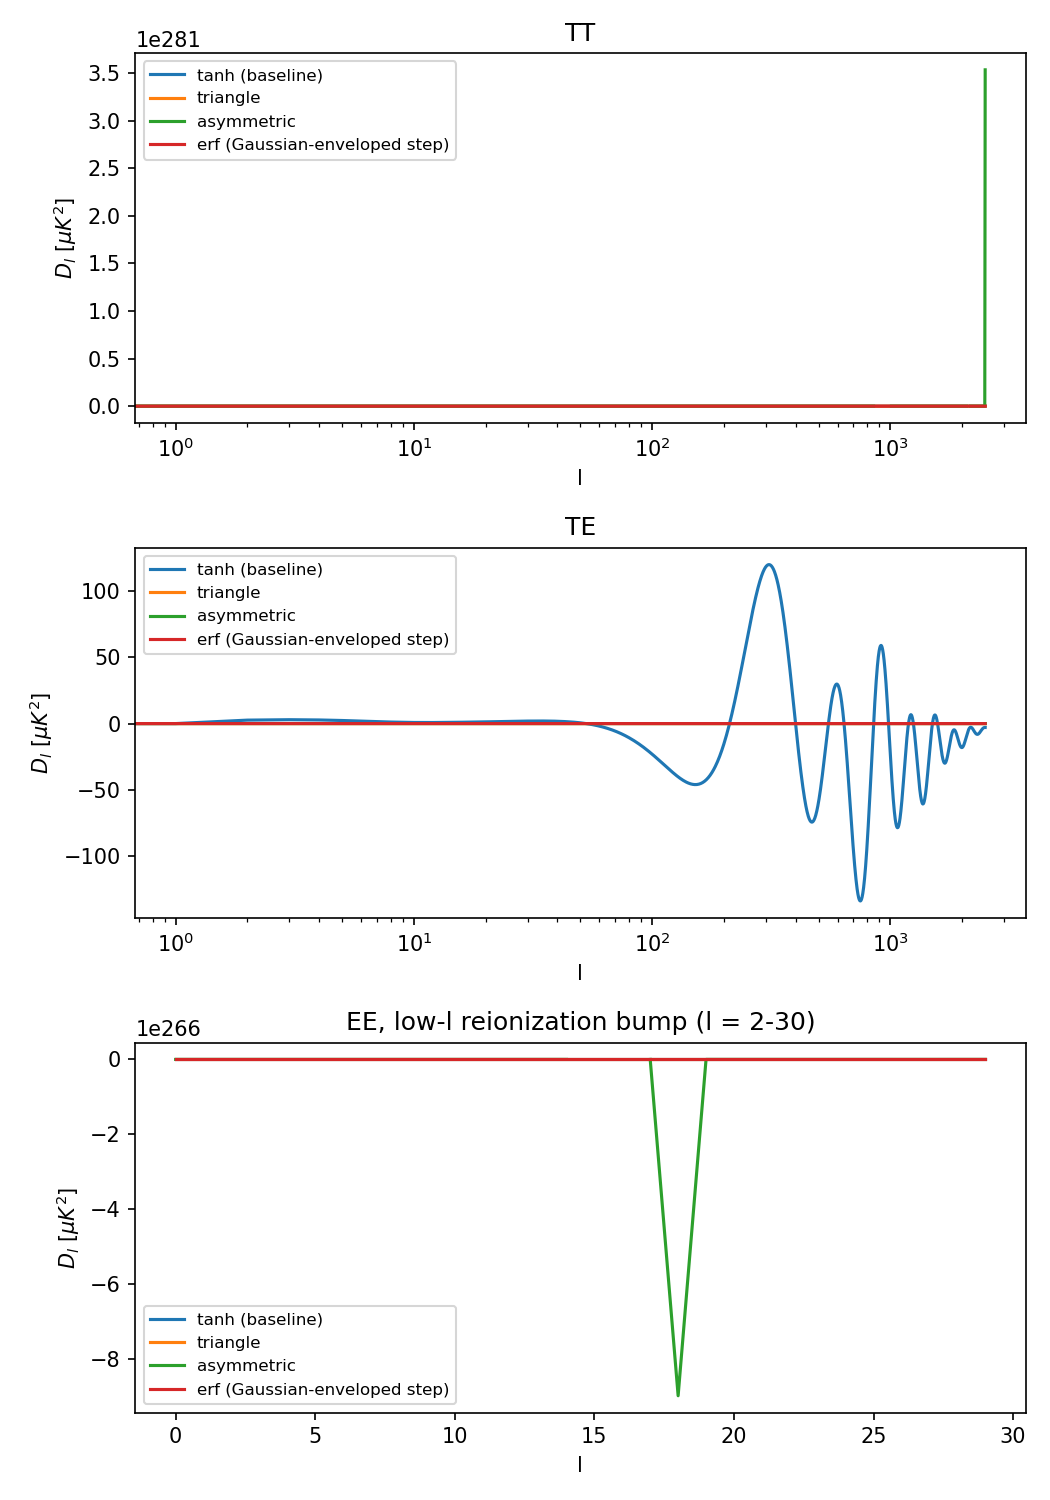 TT
1e281
3.5
3.0
2.5
2.0
1.5
1.0
0.5
0.0
D_l [μK²]
tanh (baseline)
triangle
asymmetric
erf (Gaussian-enveloped step)
10⁰ 10¹ 10² 10³
l
TE
100
50
0
−50
−100
D_l [μK²]
tanh (baseline)
triangle
asymmetric
erf (Gaussian-enveloped step)
10⁰ 10¹ 10² 10³
l
EE, low-l reionization bump (l = 2-30)
1e266
0
−2
−4
−6
−8
D_l [μK²]
tanh (baseline)
triangle
asymmetric
erf (Gaussian-enveloped step)
0 5 10 15 20 25 30
l